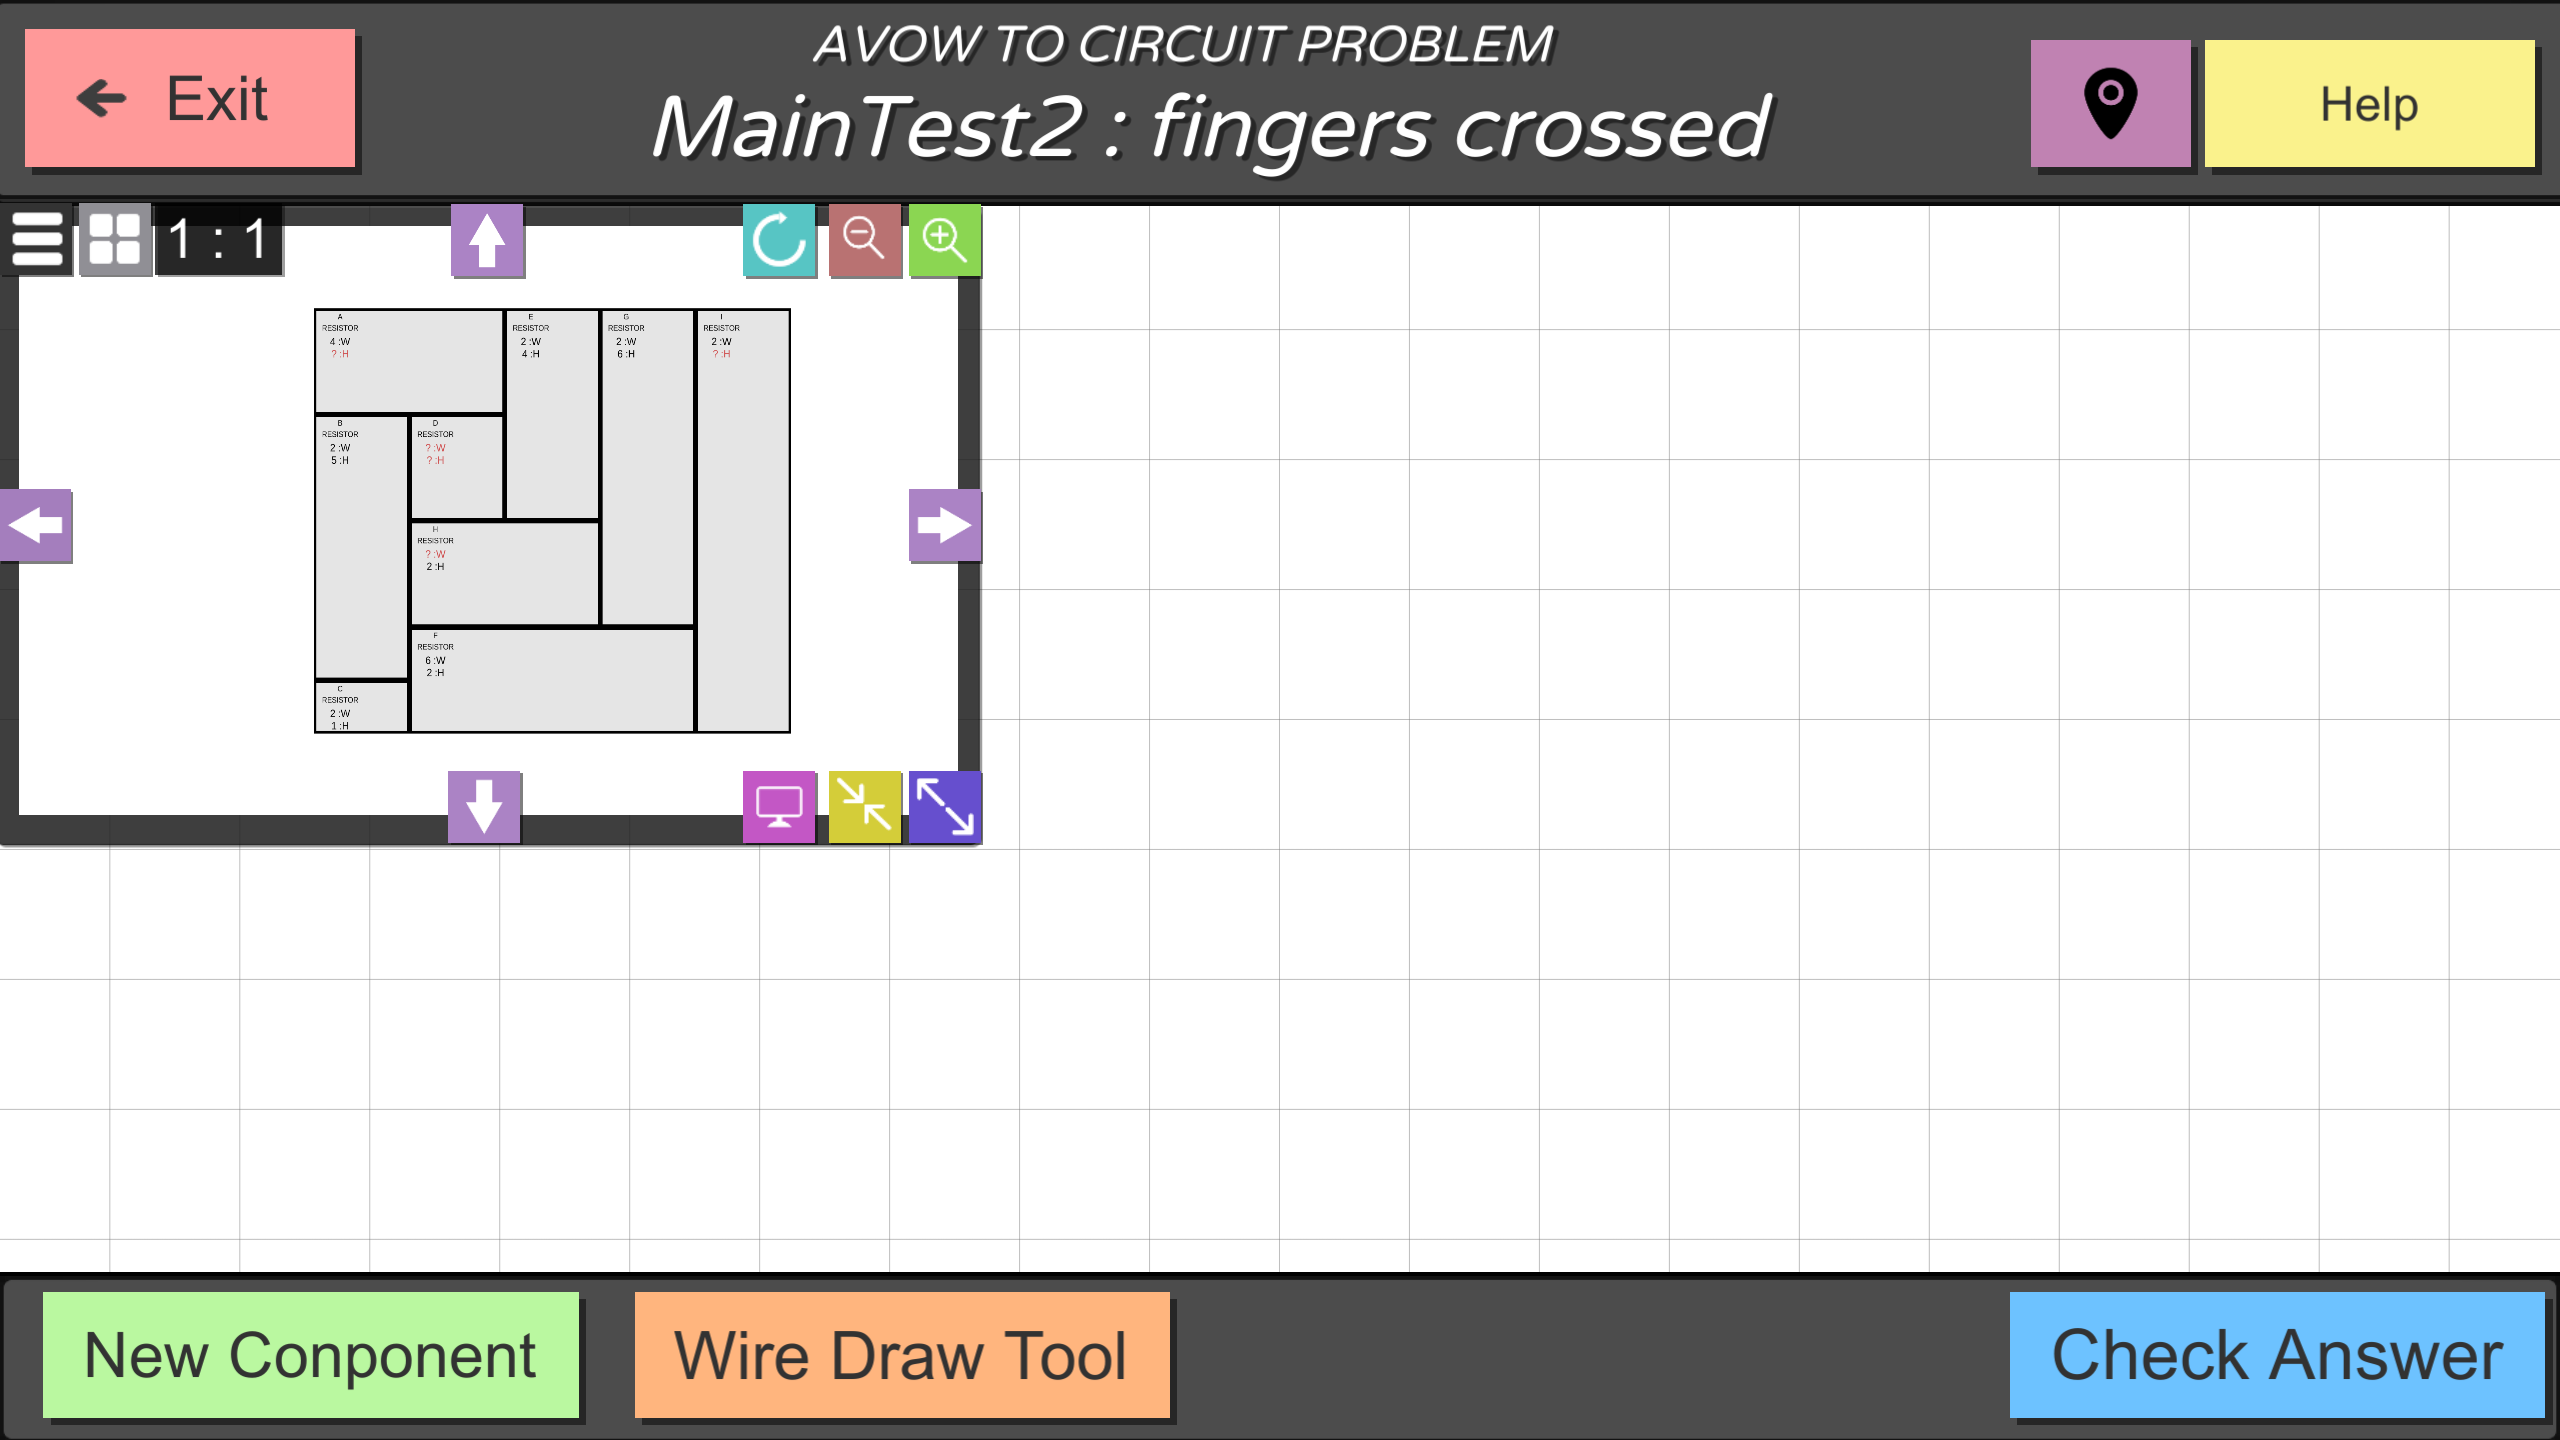 AVOW TO CIRCUIT PROBLEM
Exit
MainTest2 : fingers crossed
Help
1 : 1
A
RESISTOR
4 :W
? :H
E
RESISTOR
2 :W
4 :H
G
RESISTOR
2 :W
6 :H
I
RESISTOR
2 :W
? :H
B
RESISTOR
2 :W
5 :H
D
RESISTOR
? :W
? :H
H
RESISTOR
? :W
2 :H
F
RESISTOR
6 :W
2 :H
C
RESISTOR
2 :W
1 :H
New Conponent
Wire Draw Tool
Check Answer